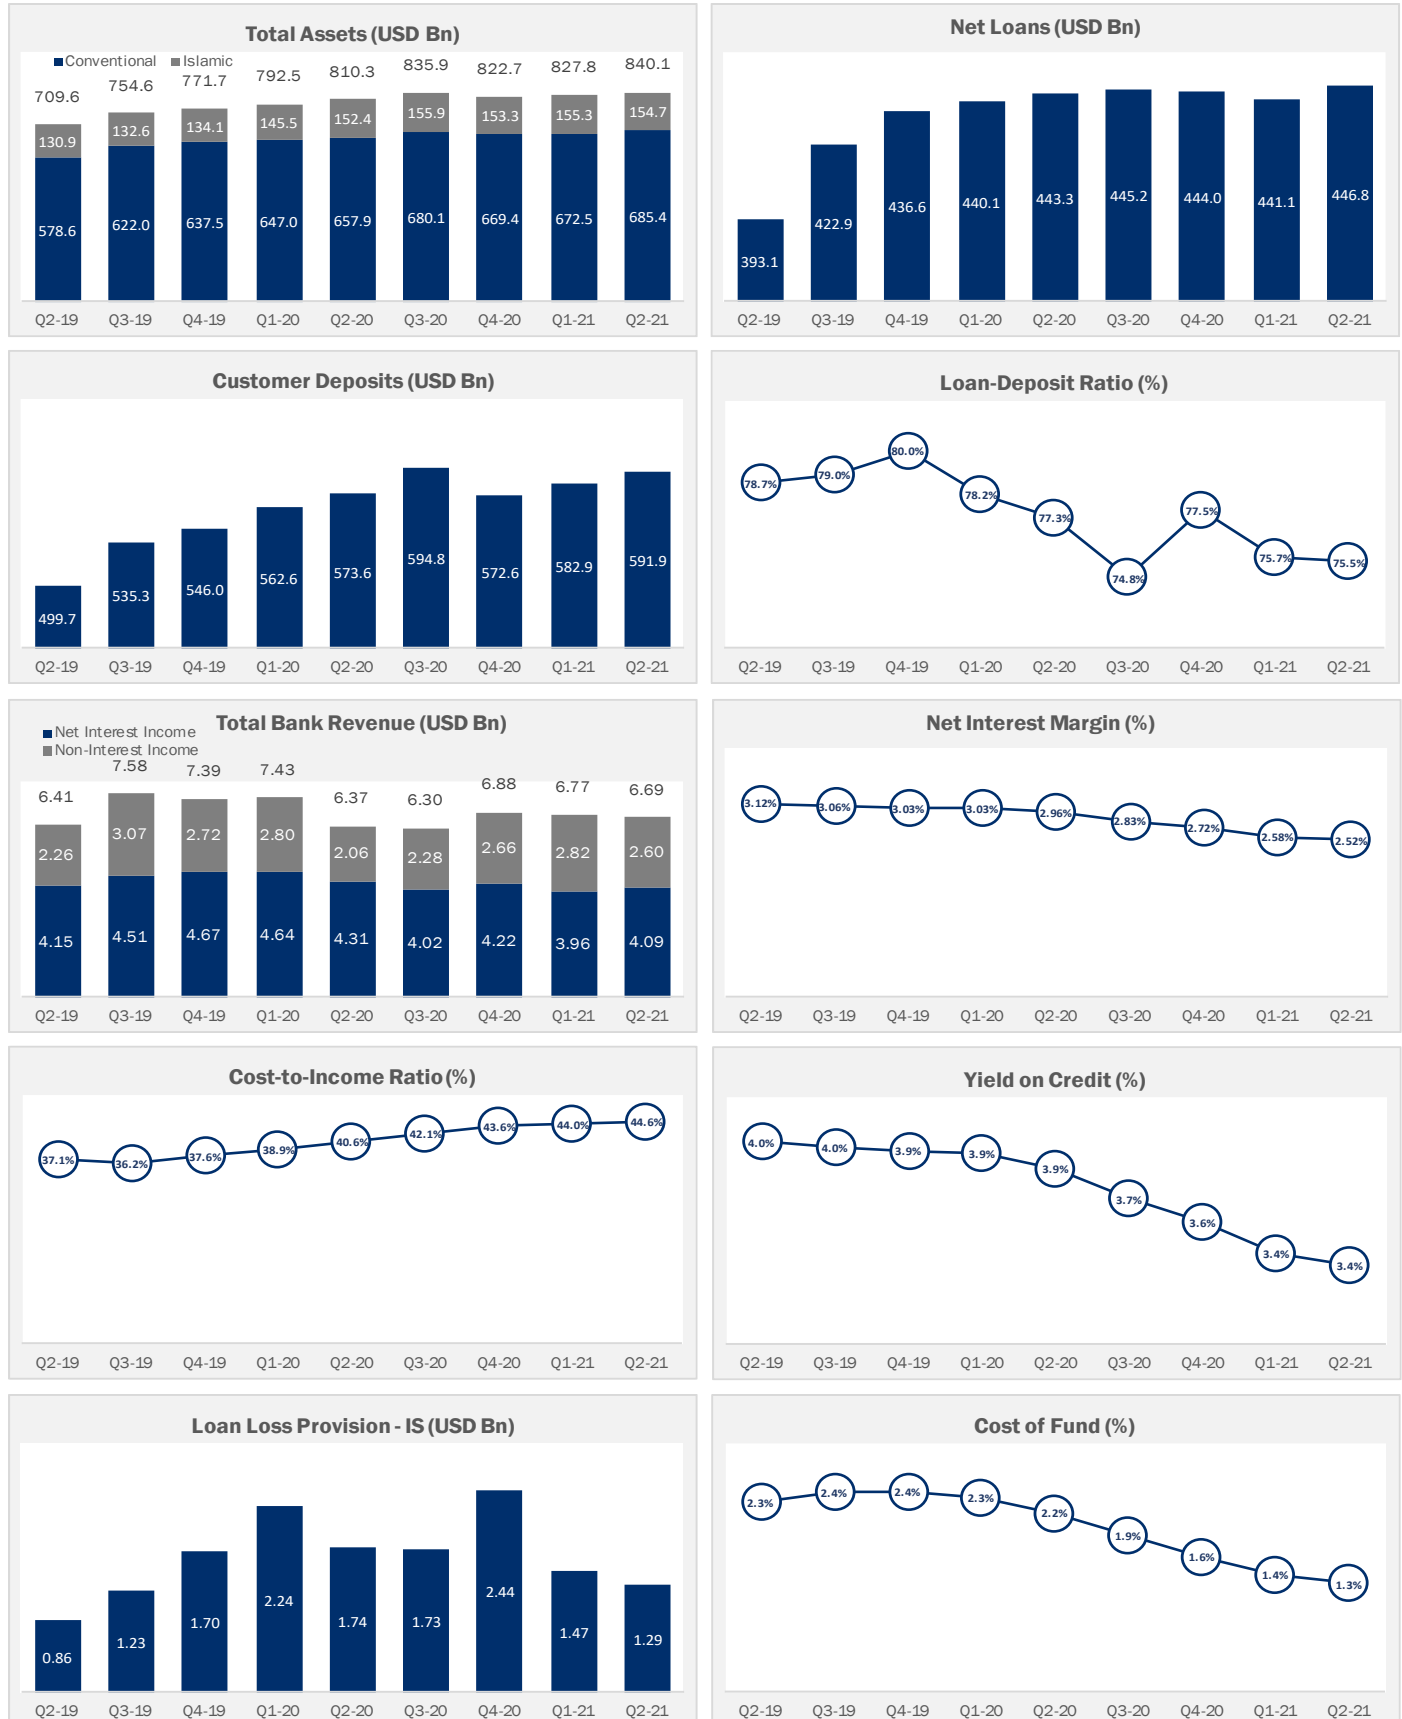 Total Assets (USD Bn)
Conventional Islamic
709.6 754.6 771.7 792.5 810.3 835.9 822.7 827.8 840.1
130.9 132.6 134.1 145.5 152.4 155.9 153.3 155.3 154.7
578.6 622.0 637.5 647.0 657.9 680.1 669.4 672.5 685.4
Q2-19 Q3-19 Q4-19 Q1-20 Q2-20 Q3-20 Q4-20 Q1-21 Q2-21
Net Loans (USD Bn)
393.1 422.9 436.6 440.1 443.3 445.2 444.0 441.1 446.8
Q2-19 Q3-19 Q4-19 Q1-20 Q2-20 Q3-20 Q4-20 Q1-21 Q2-21
Customer Deposits (USD Bn)
499.7 535.3 546.0 562.6 573.6 594.8 572.6 582.9 591.9
Q2-19 Q3-19 Q4-19 Q1-20 Q2-20 Q3-20 Q4-20 Q1-21 Q2-21
Loan-Deposit Ratio (%)
78.7% 79.0% 80.0% 78.2% 77.3% 74.8% 77.5% 75.7% 75.5%
Q2-19 Q3-19 Q4-19 Q1-20 Q2-20 Q3-20 Q4-20 Q1-21 Q2-21
Total Bank Revenue (USD Bn)
Net Interest Income
Non-Interest Income
6.41 7.58 7.39 7.43 6.37 6.30 6.88 6.77 6.69
2.26 3.07 2.72 2.80 2.06 2.28 2.66 2.82 2.60
4.15 4.51 4.67 4.64 4.31 4.02 4.22 3.96 4.09
Q2-19 Q3-19 Q4-19 Q1-20 Q2-20 Q3-20 Q4-20 Q1-21 Q2-21
Net Interest Margin (%)
3.12% 3.06% 3.03% 3.03% 2.96% 2.83% 2.72% 2.58% 2.52%
Q2-19 Q3-19 Q4-19 Q1-20 Q2-20 Q3-20 Q4-20 Q1-21 Q2-21
Cost-to-Income Ratio (%)
37.1% 36.2% 37.6% 38.9% 40.6% 42.1% 43.6% 44.0% 44.6%
Q2-19 Q3-19 Q4-19 Q1-20 Q2-20 Q3-20 Q4-20 Q1-21 Q2-21
Yield on Credit (%)
4.0% 4.0% 3.9% 3.9% 3.9% 3.7% 3.6% 3.4% 3.4%
Q2-19 Q3-19 Q4-19 Q1-20 Q2-20 Q3-20 Q4-20 Q1-21 Q2-21
Loan Loss Provision - IS (USD Bn)
0.86 1.23 1.70 2.24 1.74 1.73 2.44 1.47 1.29
Q2-19 Q3-19 Q4-19 Q1-20 Q2-20 Q3-20 Q4-20 Q1-21 Q2-21
Cost of Fund (%)
2.3% 2.4% 2.4% 2.3% 2.2% 1.9% 1.6% 1.4% 1.3%
Q2-19 Q3-19 Q4-19 Q1-20 Q2-20 Q3-20 Q4-20 Q1-21 Q2-21